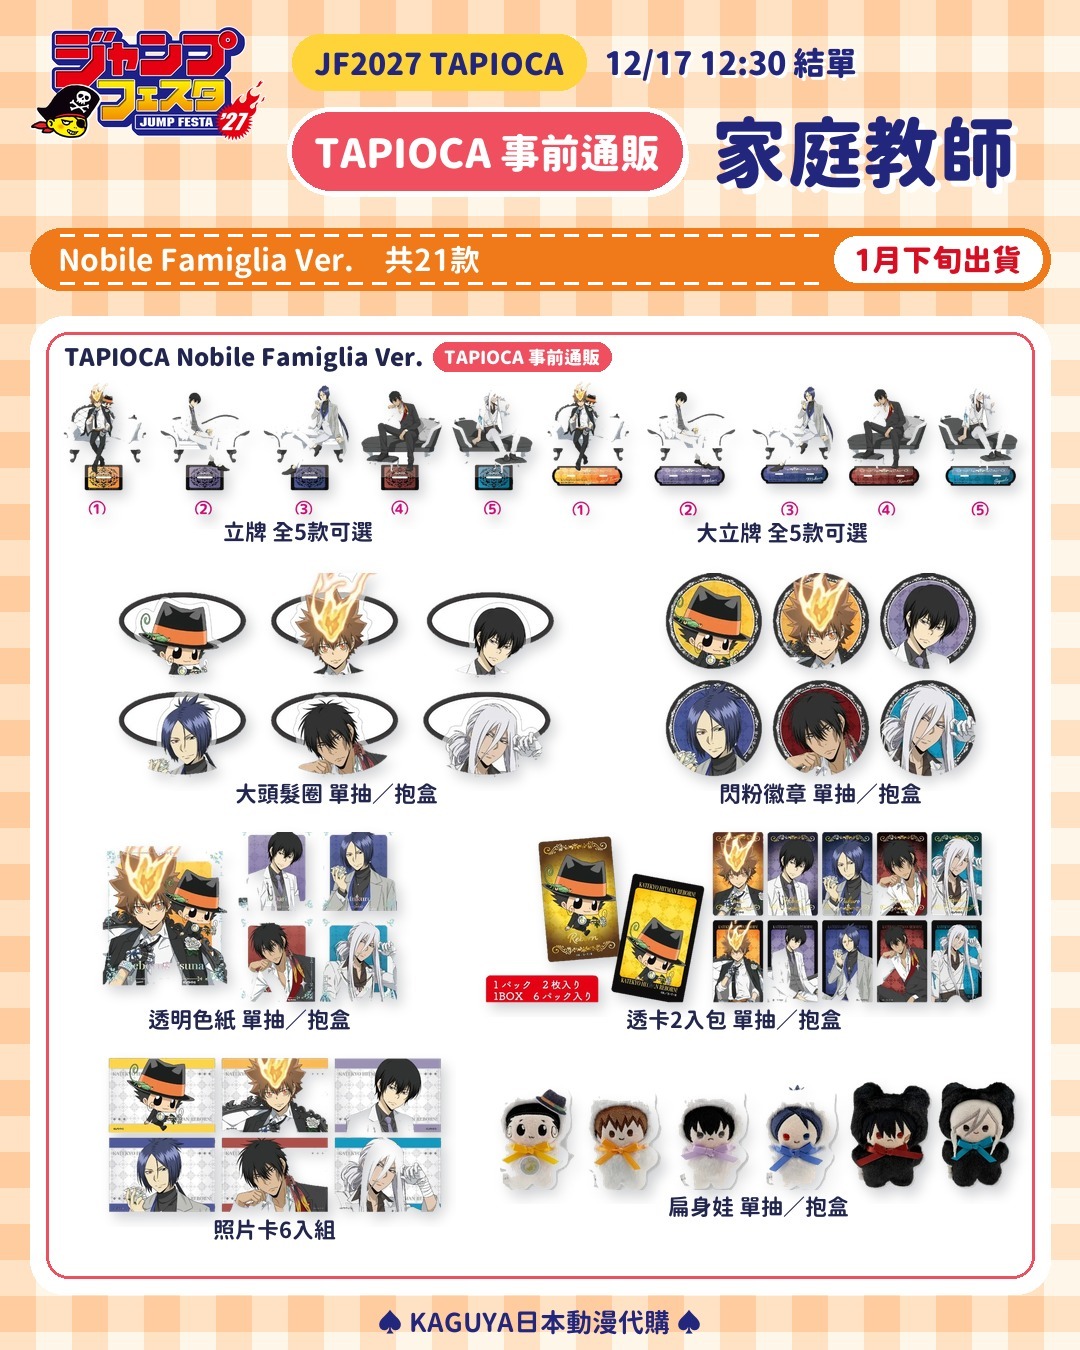 ジャンプ
フェスタ
JUMP FESTA '27
JF2027 TAPIOCA
12/17 12:30 結單
TAPIOCA 事前通販
家庭教師
Nobile Famiglia Ver. 共21款
1月下旬出貨
TAPIOCA Nobile Famiglia Ver. TAPIOCA 事前通販
① ② ③ ④ ⑤ ① ② ③ ④ ⑤
立牌 全5款可選
大立牌 全5款可選
大頭髮圈 單抽／抱盒
閃粉徽章 單抽／抱盒
KATEKYO HITMAN REBORN!
Reborn
1パック 2枚入り
1BOX 6パック入り
透明色紙 單抽／抱盒
透卡2入包 單抽／抱盒
照片卡6入組
扁身娃 單抽／抱盒
♠ KAGUYA日本動漫代購 ♠